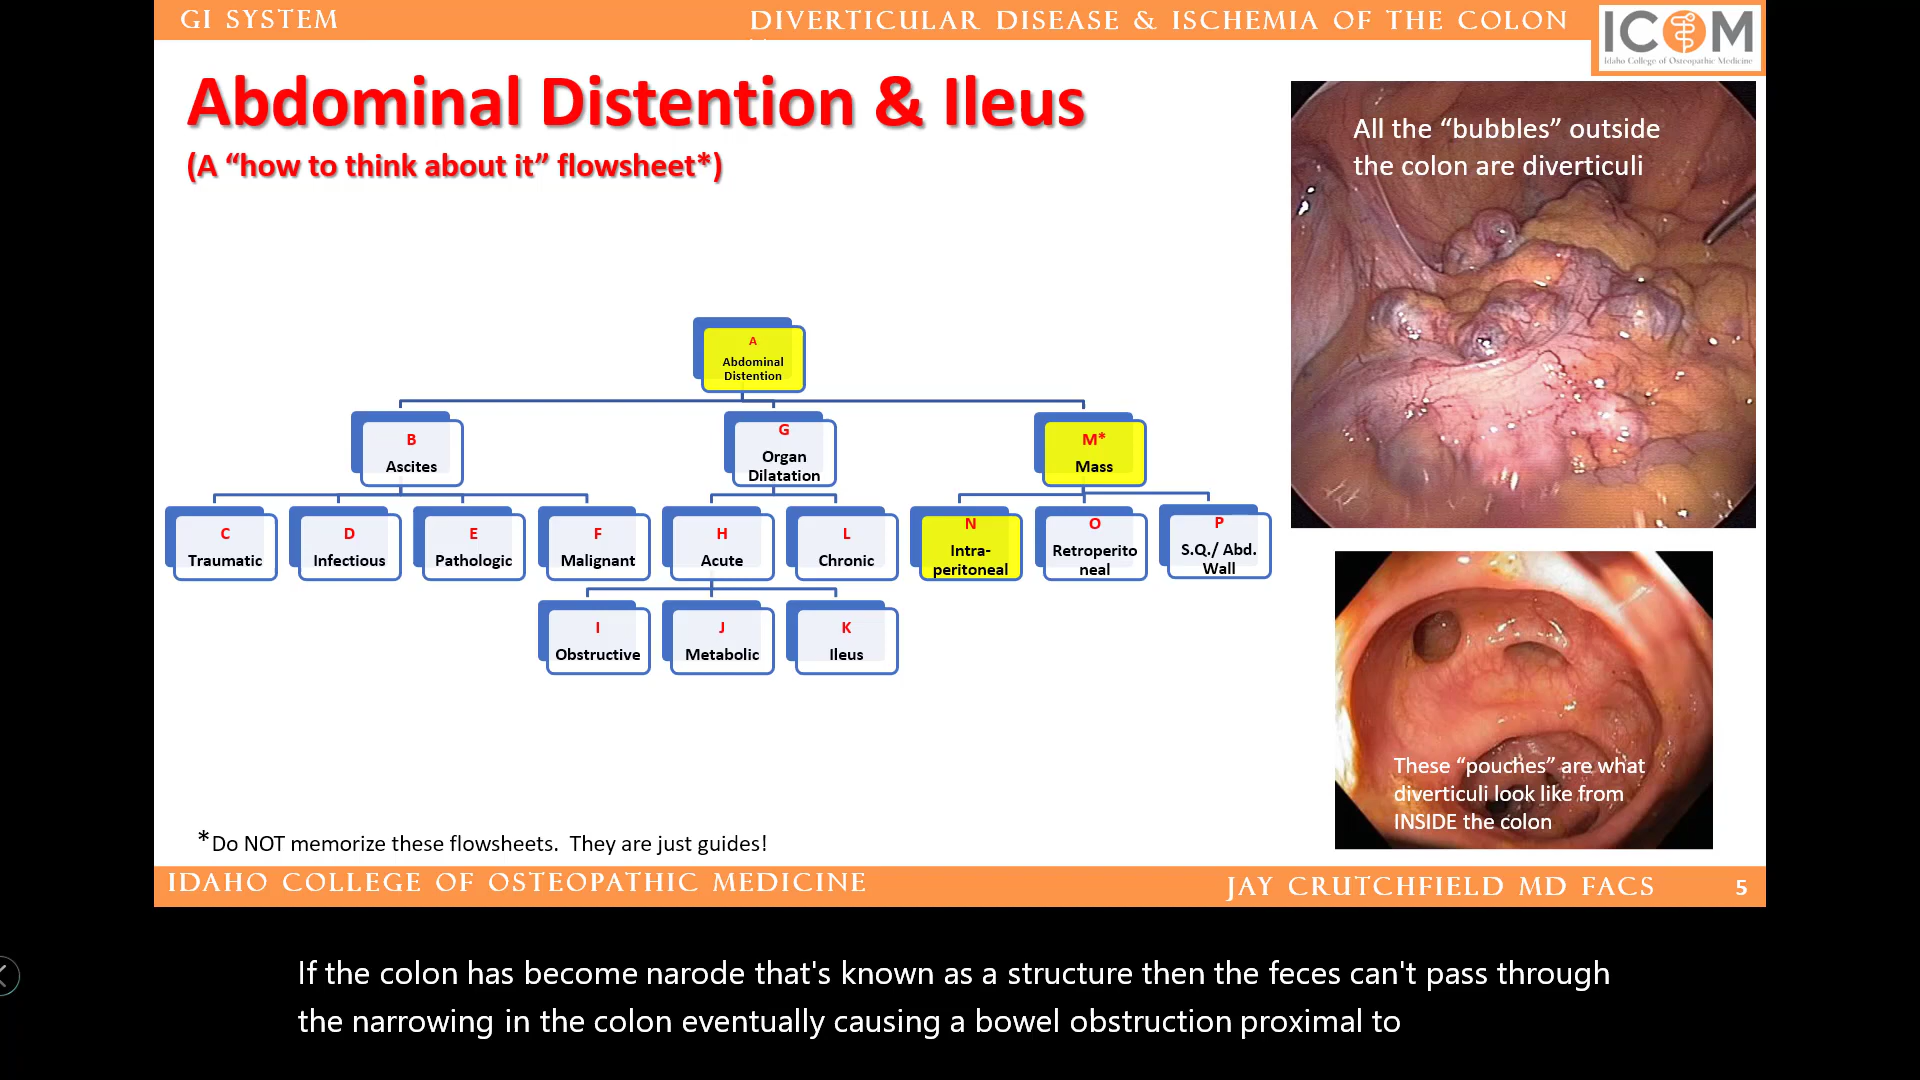 GI SYSTEM
DIVERTICULAR DISEASE & ISCHEMIA OF THE COLON
ICOM
Idaho College of Osteopathic Medicine
Abdominal Distention & Ileus
(A “how to think about it” flowsheet*)
All the “bubbles” outside
the colon are diverticuli
A
Abdominal
Distention
B
Ascites
G
Organ
Dilatation
M*
Mass
C
Traumatic
D
Infectious
E
Pathologic
F
Malignant
H
Acute
L
Chronic
N
Intra-
peritoneal
O
Retroperito
neal
P
S.Q./ Abd.
Wall
I
Obstructive
J
Metabolic
K
Ileus
These “pouches” are what
diverticuli look like from
INSIDE the colon
*Do NOT memorize these flowsheets. They are just guides!
IDAHO COLLEGE OF OSTEOPATHIC MEDICINE
JAY CRUTCHFIELD MD FACS
5
If the colon has become narode that's known as a structure then the feces can't pass through
the narrowing in the colon eventually causing a bowel obstruction proximal to